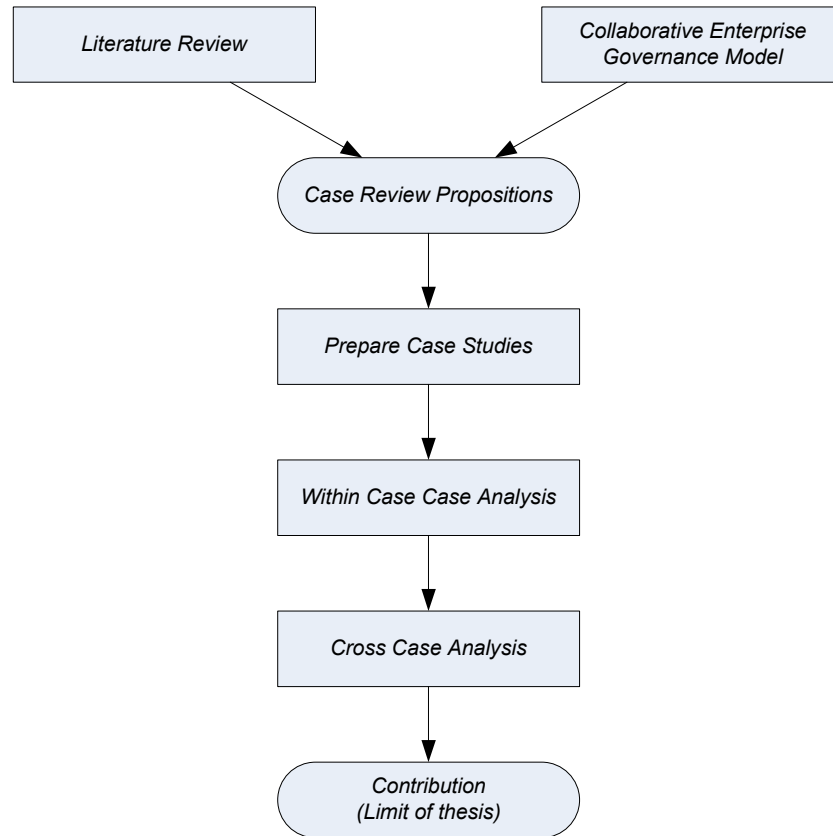 Literature Review
Collaborative Enterprise
Governance Model
Case Review Propositions
Prepare Case Studies
Within Case Case Analysis
Cross Case Analysis
Contribution
(Limit of thesis)